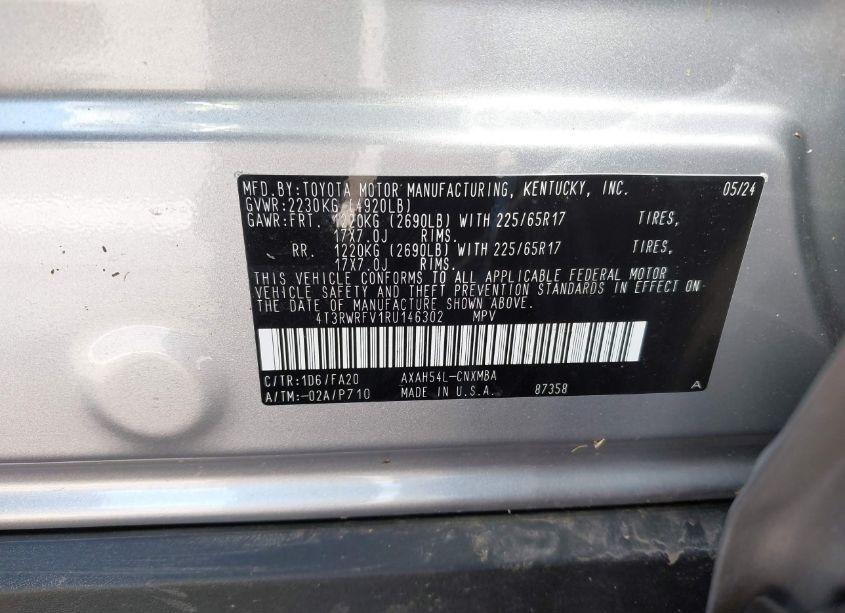 MFD.BY:TOYOTA MOTOR MANUFACTURING, KENTUCKY, INC. 05/24
GVWR:2230KG (4920LB)
GAWR:FRT. 1220KG (2690LB) WITH 225/65R17 TIRES,
17X7.0J RIMS.
RR. 1220KG (2690LB) WITH 225/65R17 TIRES,
17X7.0J RIMS.
THIS VEHICLE CONFORMS TO ALL APPLICABLE FEDERAL MOTOR
VEHICLE SAFETY AND THEFT PREVENTION STANDARDS IN EFFECT ON
THE DATE OF MANUFACTURE SHOWN ABOVE.
4T3RWRFV1RU146302 MPV
C/TR:1D6/FA20 AXAH54L-CNXMBA
A/TM:-02A/P710 MADE IN U.S.A. 87358 A